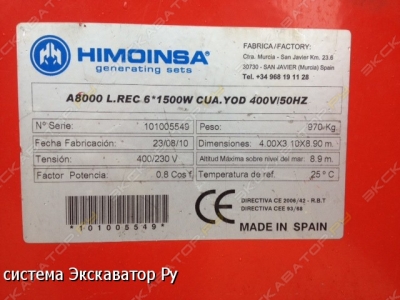 HIMOINSA
generating sets
FABRICA/FACTORY:
Ctra. Murcia - San Javier Km. 23.6
30730 - SAN JAVIER (Murcia) Spain
Tel. +34 968 19 11 28
A8000 L.REC 6*1500W CUA.YOD 400V/50HZ
Nº Serie: 101005549
Peso: 970 Kg.
Fecha Fabricación: 23/08/10
Dimensiones: 4.00X3.10X8.90 m.
Tensión: 400/230 V
Altitud Máxima sobre nivel del mar: 8.9 m.
Factor Potencia: 0.8 Cos f
Temperatura de ref. 25 º C
*101005549*
CE
DIRECTIVA CE 2006/42 - R.B.T
DIRECTIVA CEE 93/68
MADE IN SPAIN
система Экскаватор Ру